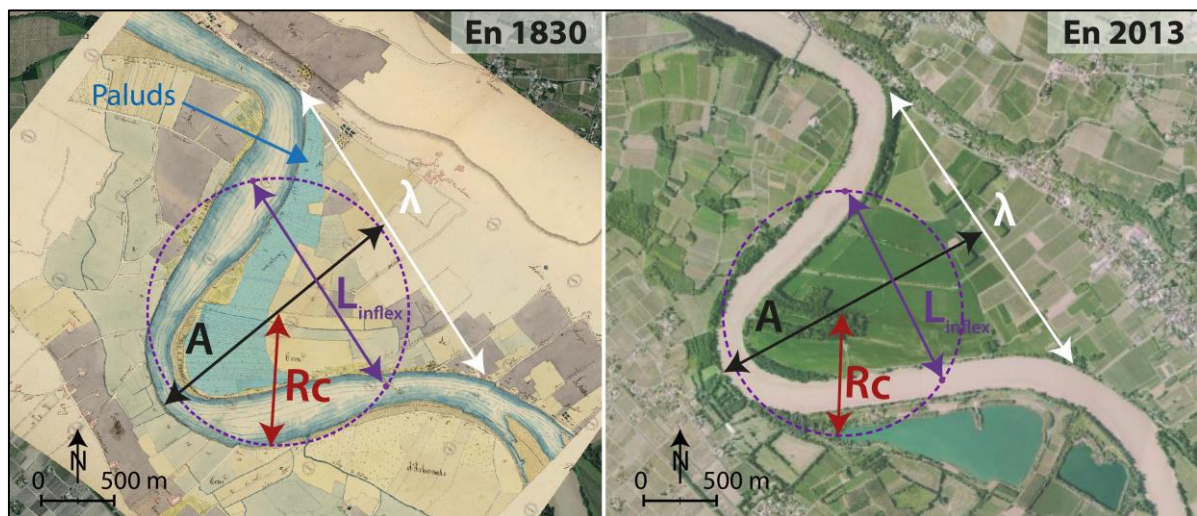 En 1830
Paluds
λ
A
L inflex
Rc
N
0 500 m
En 2013
λ
A
L inflex
Rc
N
0 500 m